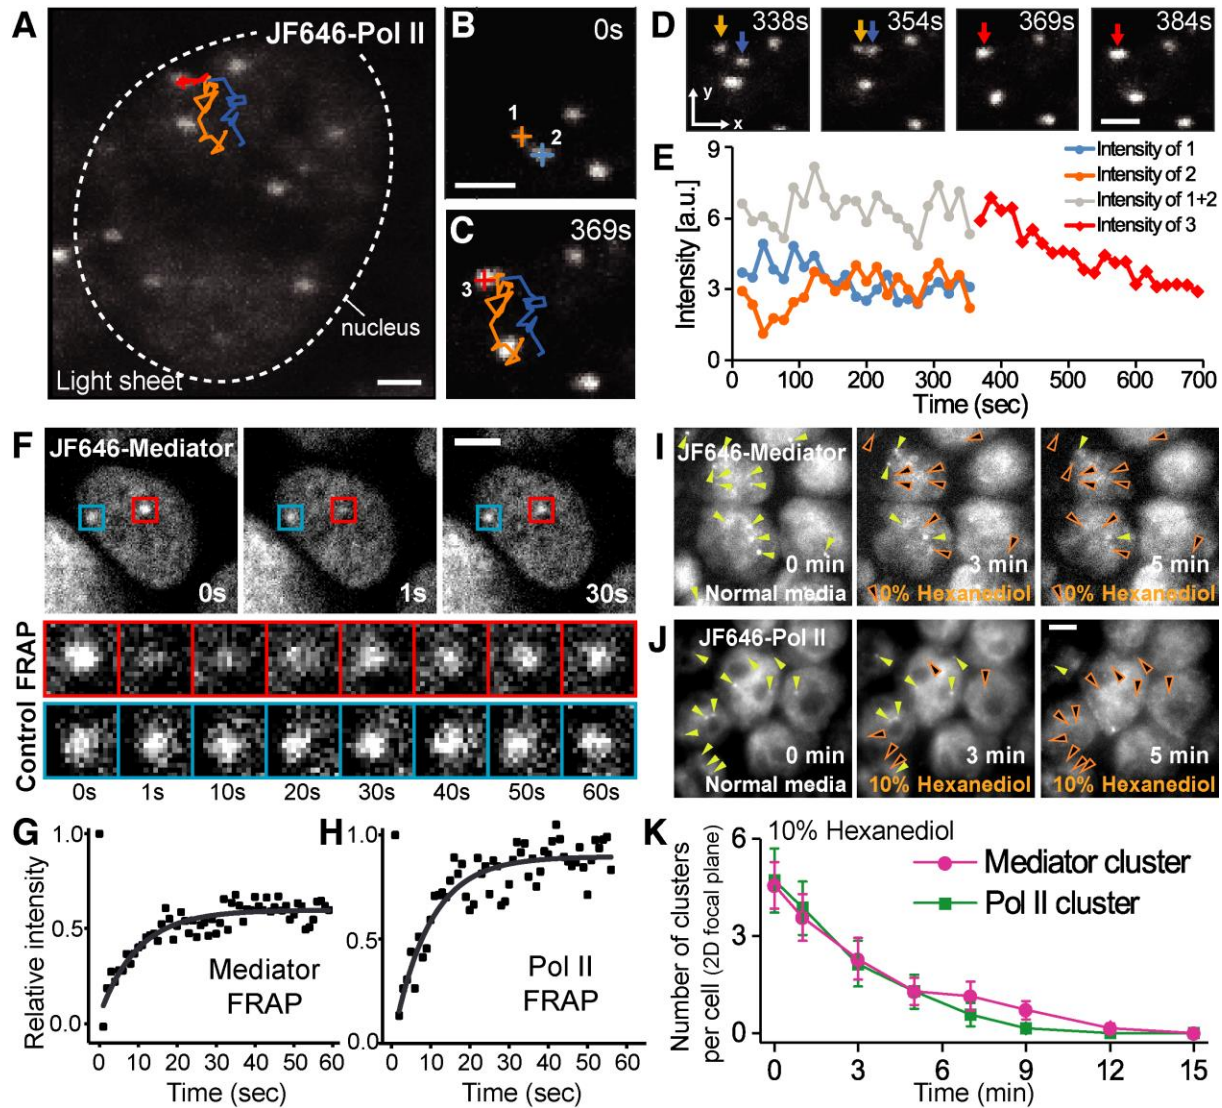 A
JF646-Pol II
nucleus
Light sheet
B
0s
1
2
C
369s
3
D
338s
354s
369s
384s
y
x
E
9
6
3
0
Intensity [a.u.]
Intensity of 1
Intensity of 2
Intensity of 1+2
Intensity of 3
0
100
200
300
400
500
600
700
Time (sec)
F
JF646-Mediator
0s
1s
30s
FRAP
Control
0s
1s
10s
20s
30s
40s
50s
60s
G
1.0
0.5
0.0
Relative intensity
Mediator
FRAP
0
10
20
30
40
50
60
Time (sec)
H
1.0
0.5
0
Pol II
FRAP
0
10
20
30
40
50
60
Time (sec)
I
JF646-Mediator
0 min
Normal media
3 min
0% Hexanediol
5 min
0% Hexanediol
J
JF646-Pol II
0 min
Normal media
3 min
10% Hexanediol
5 min
10% Hexanediol
K
10% Hexanediol
6
3
0
Number of clusters
per cell (2D focal plane)
Mediator cluster
Pol II cluster
0
3
6
9
12
15
Time (min)